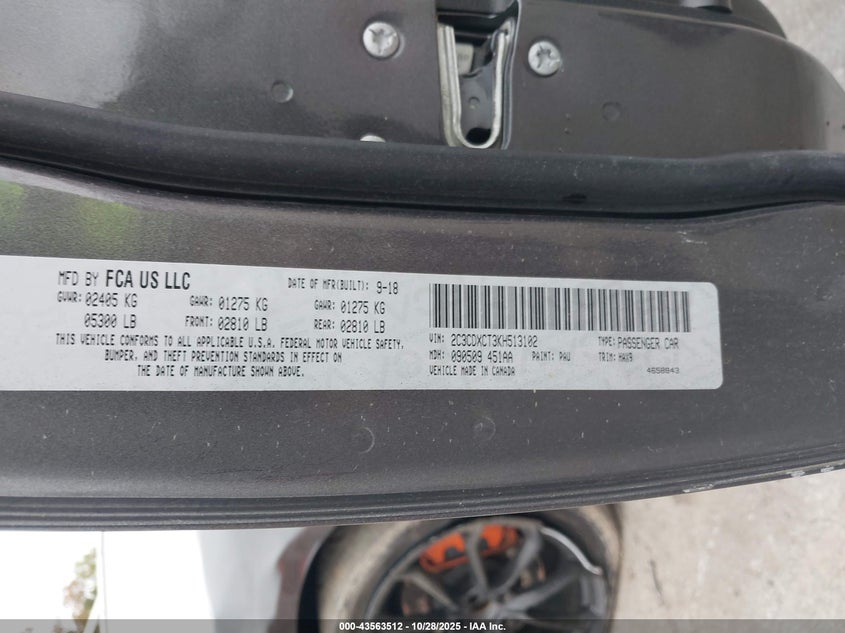 MFD BY FCA US LLC DATE OF MFR(BUILT): 9-18
GVWR: 02405 KG GAWR: 01275 KG GAWR: 01275 KG
05300 LB FRONT: 02810 LB REAR: 02810 LB
THIS VEHICLE CONFORMS TO ALL APPLICABLE U.S.A. FEDERAL MOTOR VEHICLE SAFETY,
BUMPER, AND THEFT PREVENTION STANDARDS IN EFFECT ON
THE DATE OF MANUFACTURE SHOWN ABOVE.
VIN: 2C3CDXCT3KH513102 TYPE: PASSENGER CAR
MDH: 090509 451AA PAINT: PAU TRIM: HAX9
VEHICLE MADE IN CANADA 4658843
000-43563512 | 10/28/2025 - IAA Inc.